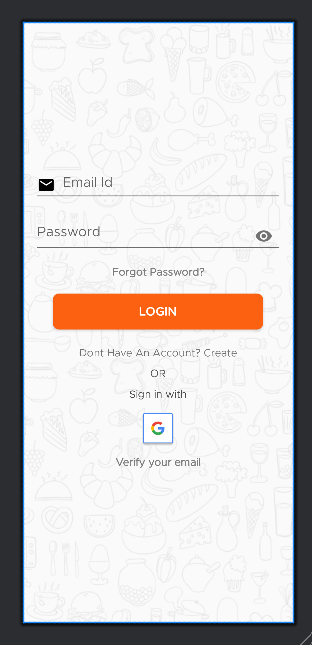 Email Id
Password
Forgot Password?
LOGIN
Dont Have An Account? Create
OR
Sign in with
G
Verify your email